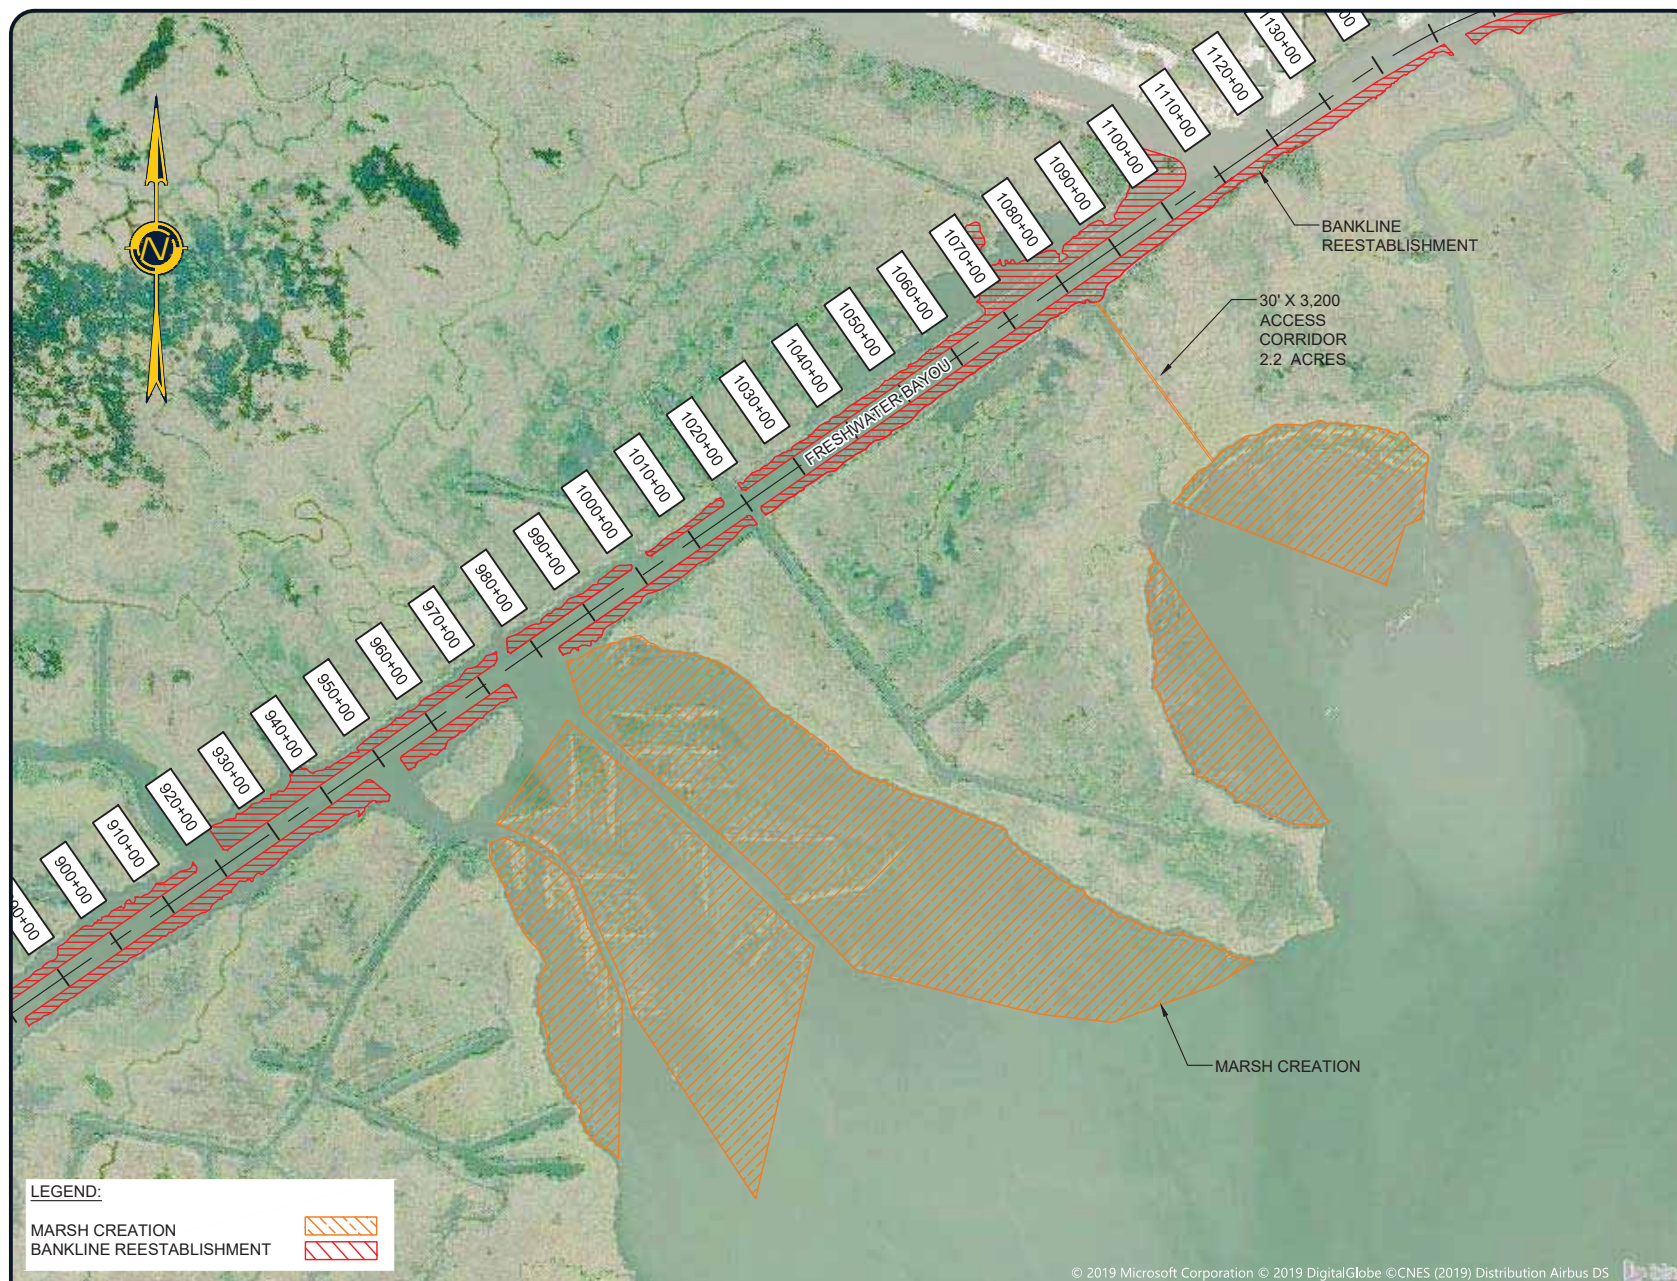 1130+00
1120+00
1110+00
1100+00
1090+00
1080+00
1070+00
1060+00
1050+00
1040+00
1030+00
1020+00
1010+00
1000+00
990+00
980+00
970+00
960+00
950+00
940+00
930+00
920+00
910+00
900+00
N
FRESHWATER BAYOU
BANKLINE
REESTABLISHMENT
30' X 3,200
ACCESS
CORRIDOR
2.2 ACRES
MARSH CREATION
LEGEND:
MARSH CREATION
BANKLINE REESTABLISHMENT
© 2019 Microsoft Corporation © 2019 DigitalGlobe ©CNES (2019) Distribution Airbus DS